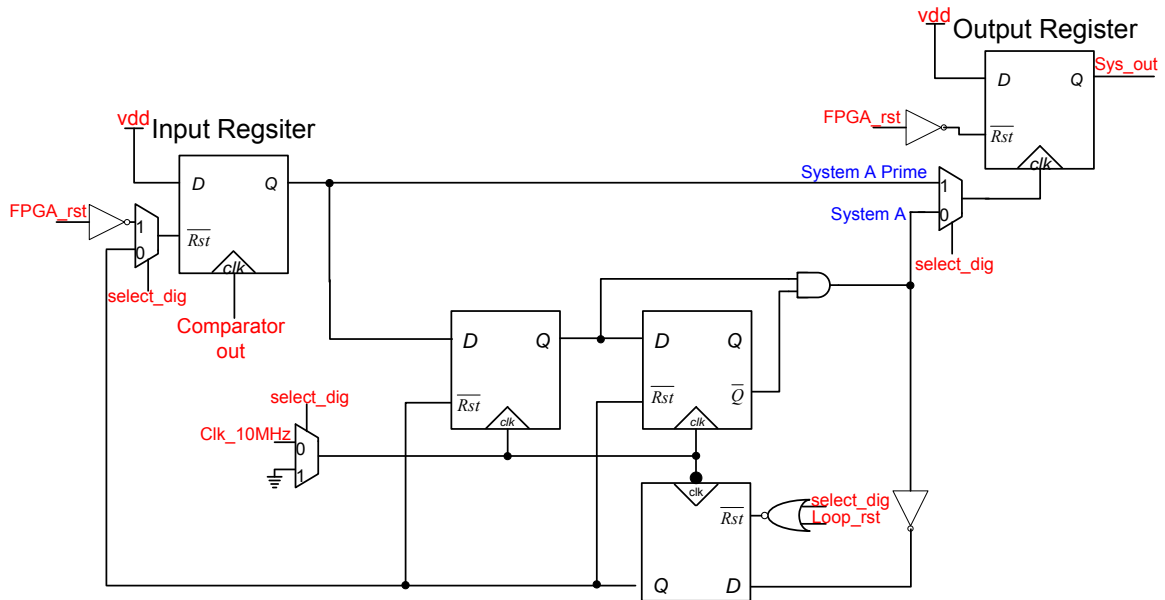 vdd
Output Register
Sys_out
D
Q
FPGA_rst
Rst
clk
vdd
Input Regsiter
D
Q
System A Prime
1
FPGA_rst
1
Rst
System A
0
0
clk
select_dig
select_dig
Comparator
out
D
Q
D
Q
select_dig
Rst
Rst
Q
clk
clk
Clk_10MHz
0
1
clk
select_dig
Rst
Loop_rst
Q
D